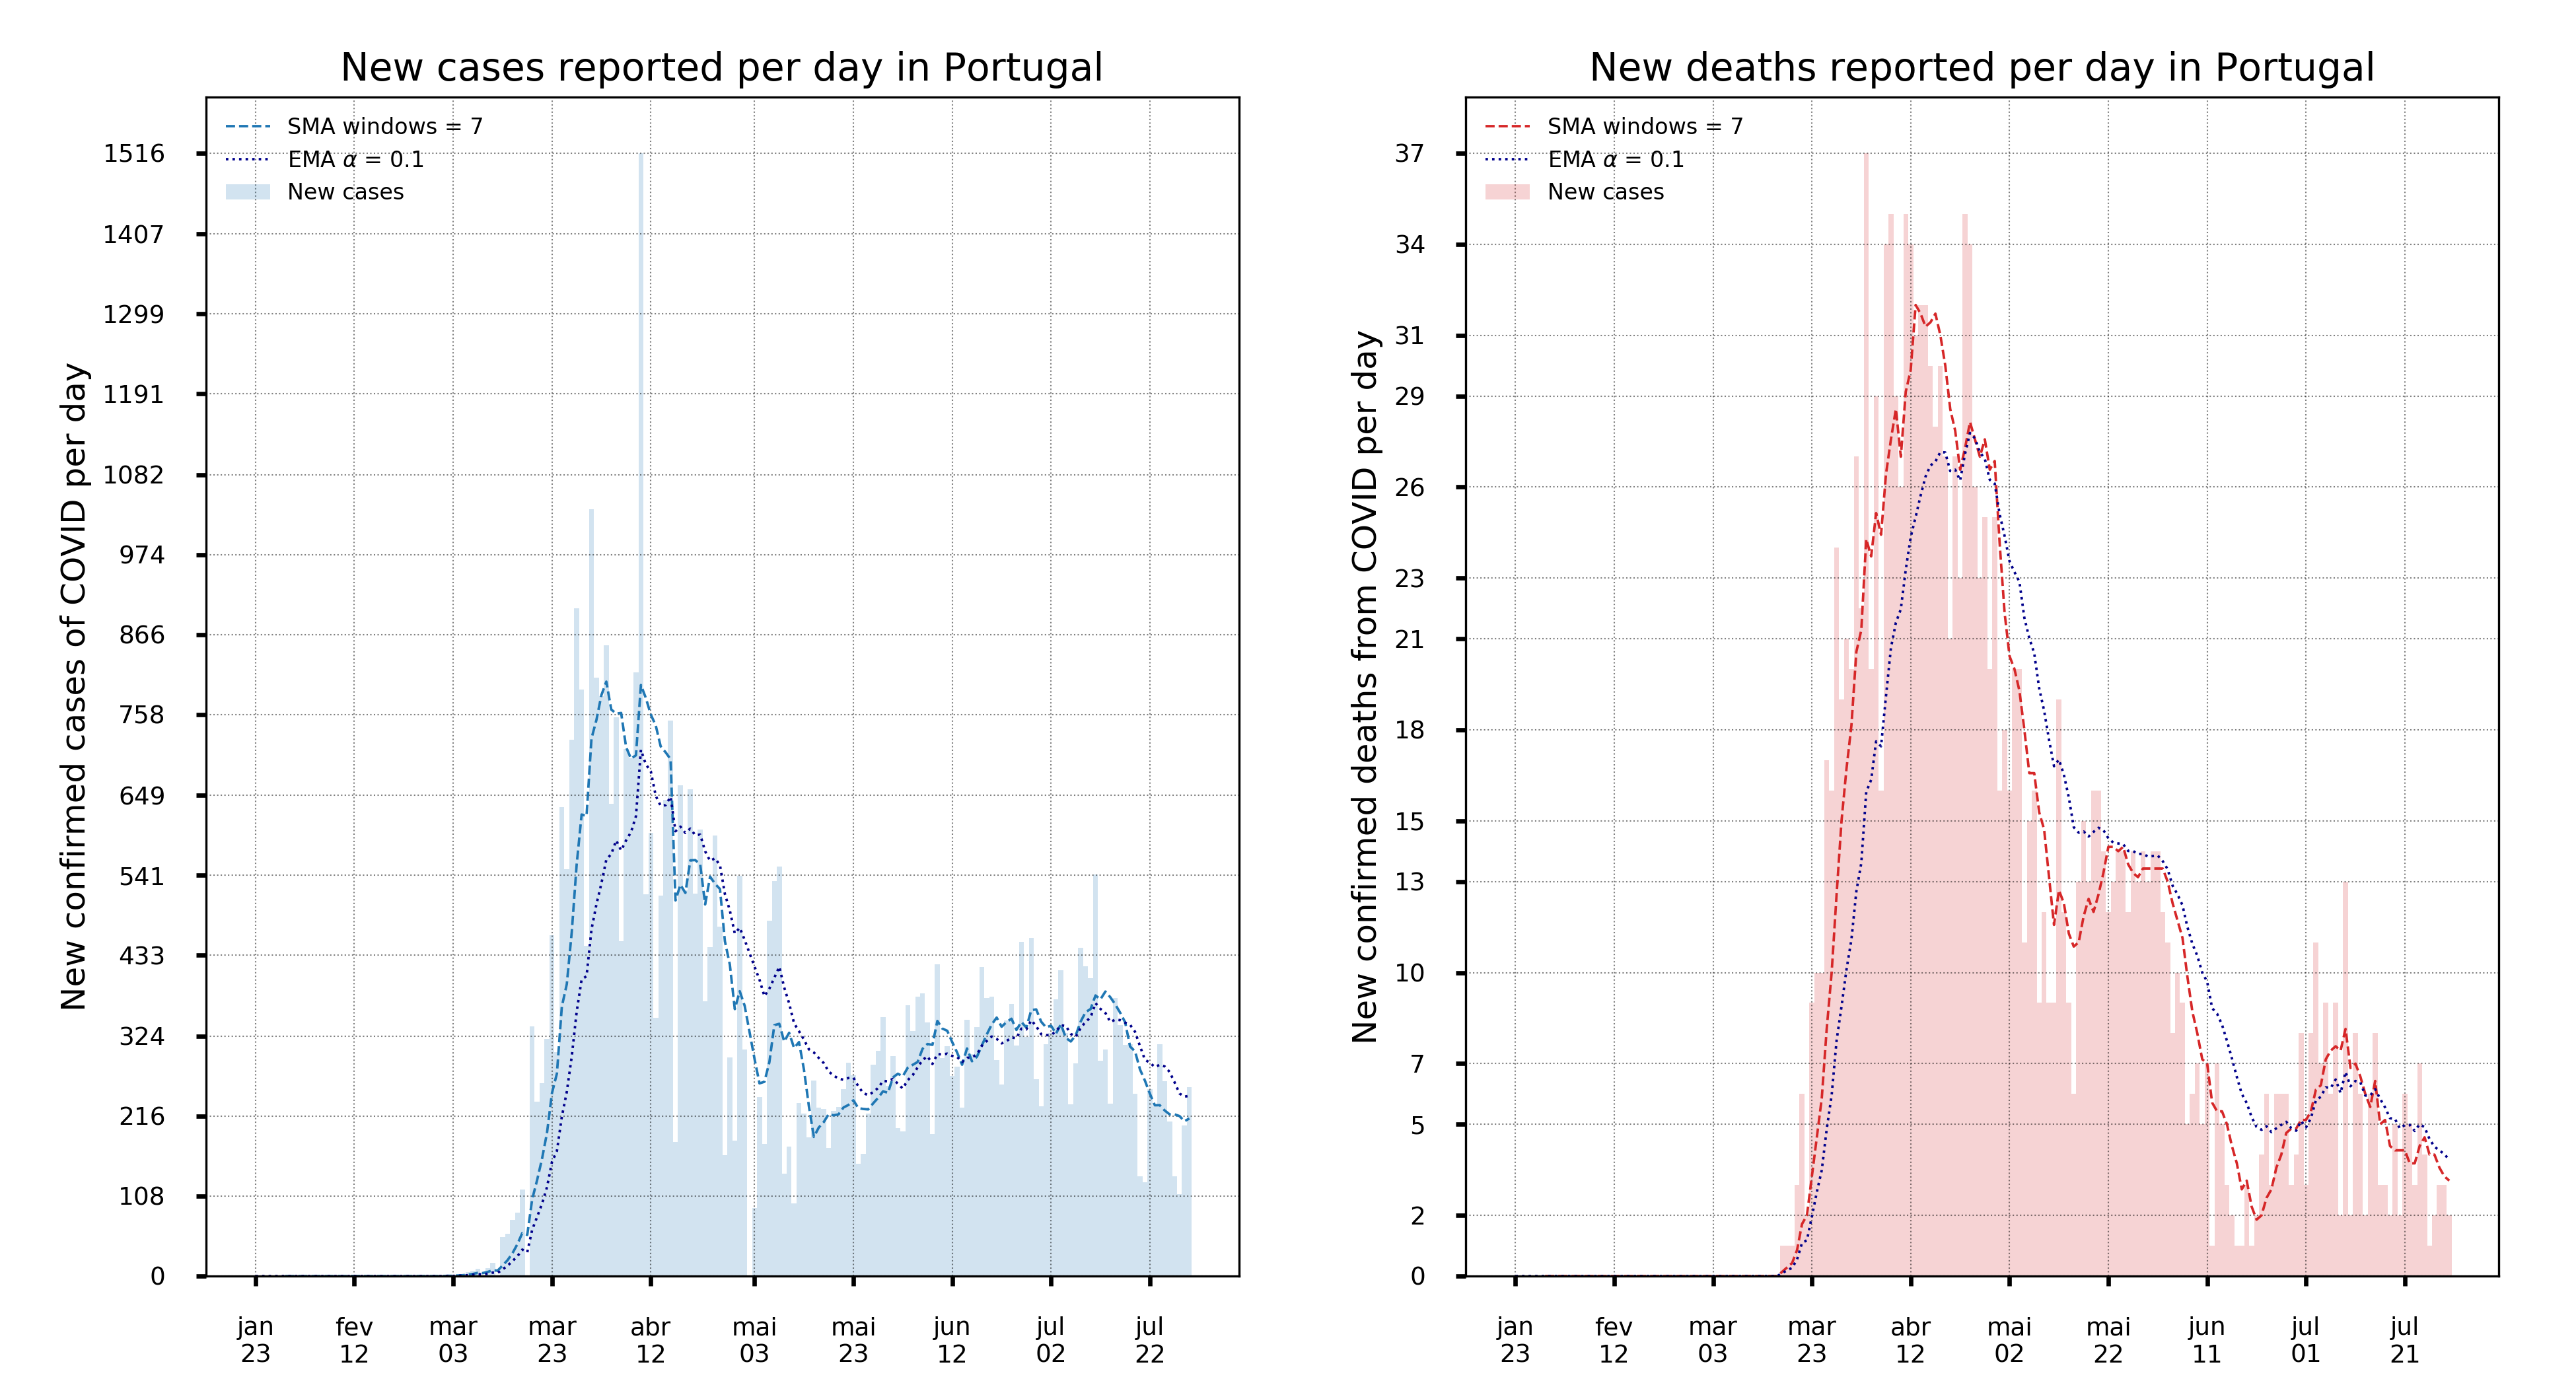 New cases reported per day in Portugal
SMA windows = 7
EMA α = 0.1
New cases
New confirmed cases of COVID per day
1516
1407
1299
1191
1082
974
866
758
649
541
433
324
216
108
0
jan 23
fev 12
mar 03
mar 23
abr 12
mai 03
mai 23
jun 12
jul 02
jul 22
New deaths reported per day in Portugal
SMA windows = 7
EMA α = 0.1
New cases
New confirmed deaths from COVID per day
37
34
31
29
26
23
21
18
15
13
10
7
5
2
0
jan 23
fev 12
mar 03
mar 23
abr 12
mai 02
mai 22
jun 11
jul 01
jul 21